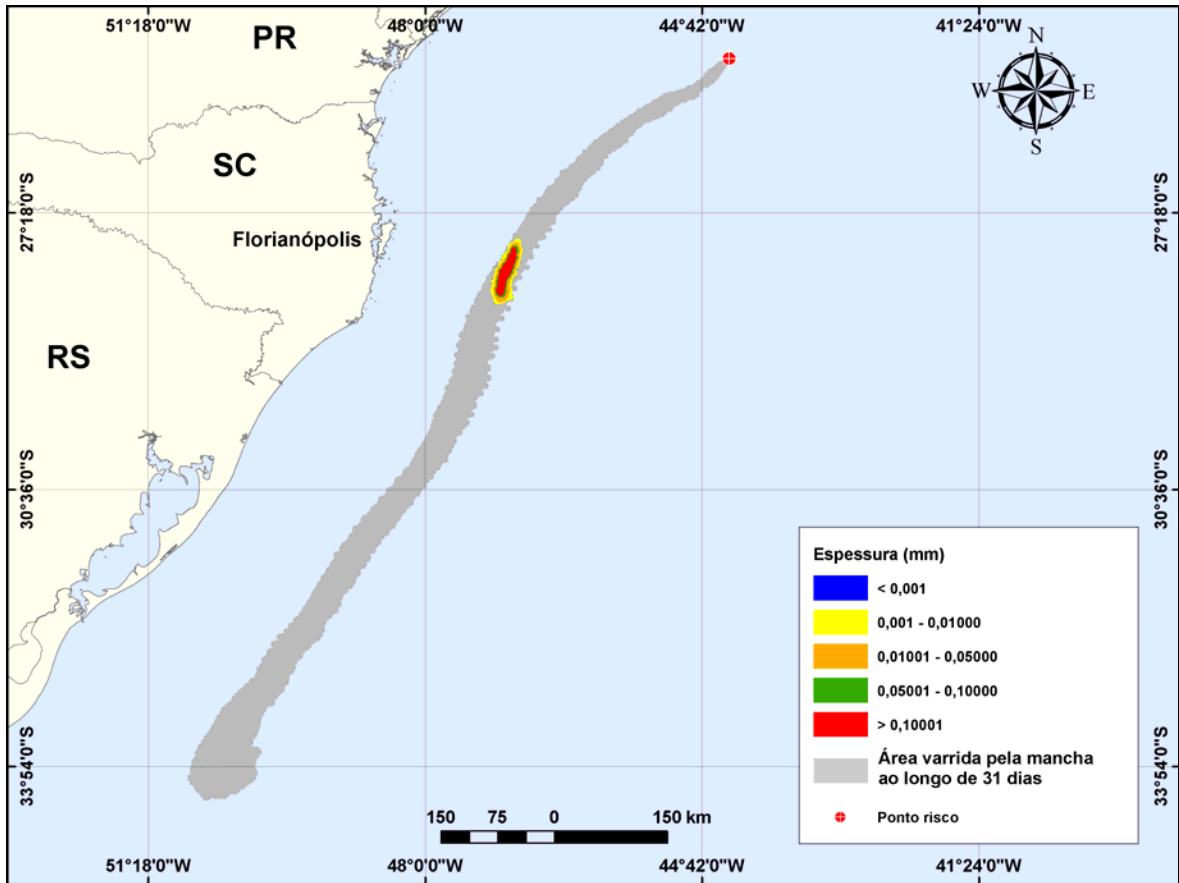 51°18'0"W
48°0'0"W
44°42'0"W
41°24'0"W
PR
N
W
E
S
SC
27°18'0"S
27°18'0"S
Florianópolis
RS
30°36'0"S
30°36'0"S
Espessura (mm)
< 0,001
0,001 - 0,01000
0,01001 - 0,05000
0,05001 - 0,10000
> 0,10001
Área varrida pela mancha
ao longo de 31 dias
Ponto risco
33°54'0"S
33°54'0"S
150 75 0 150 km
51°18'0"W
48°0'0"W
44°42'0"W
41°24'0"W